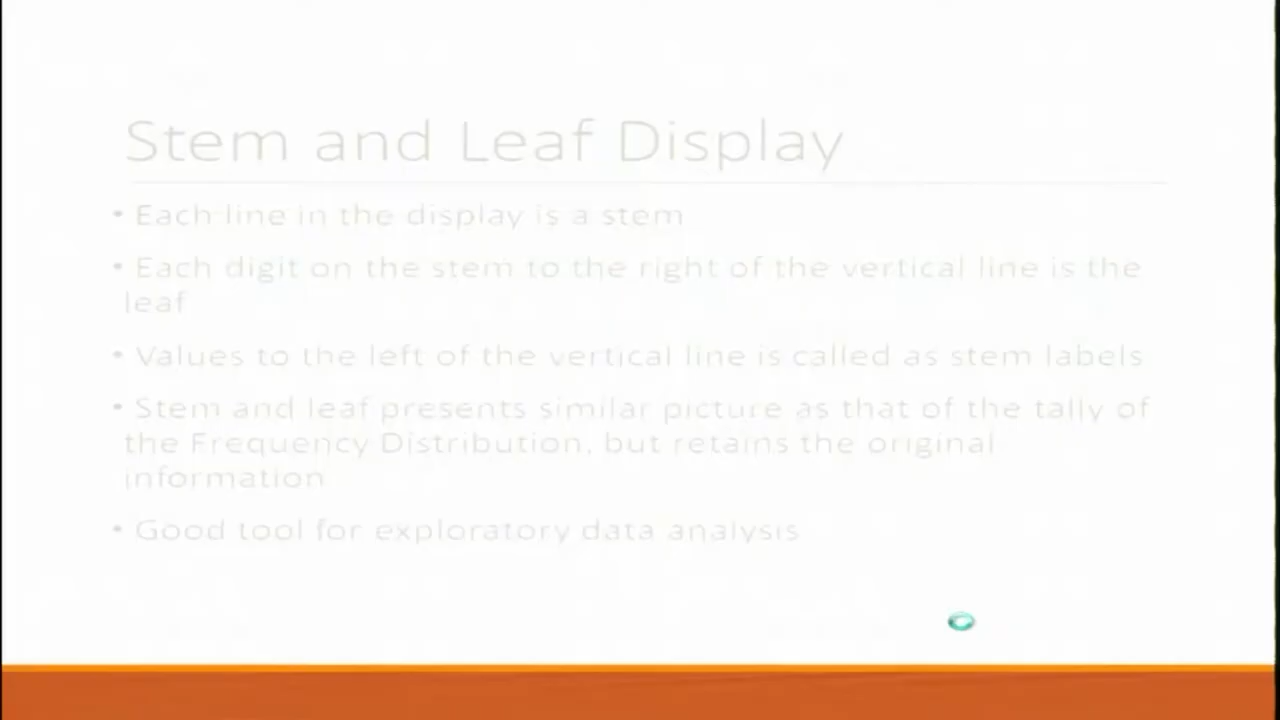 Stem and Leaf Display
• Each line in the display is a stem
• Each digit on the stem to the right of the vertical line is the
leaf
• Values to the left of the vertical line is called as stem labels
• Stem and leaf presents similar picture as that of the tally of
the Frequency Distribution, but retains the original
information
• Good tool for exploratory data analysis